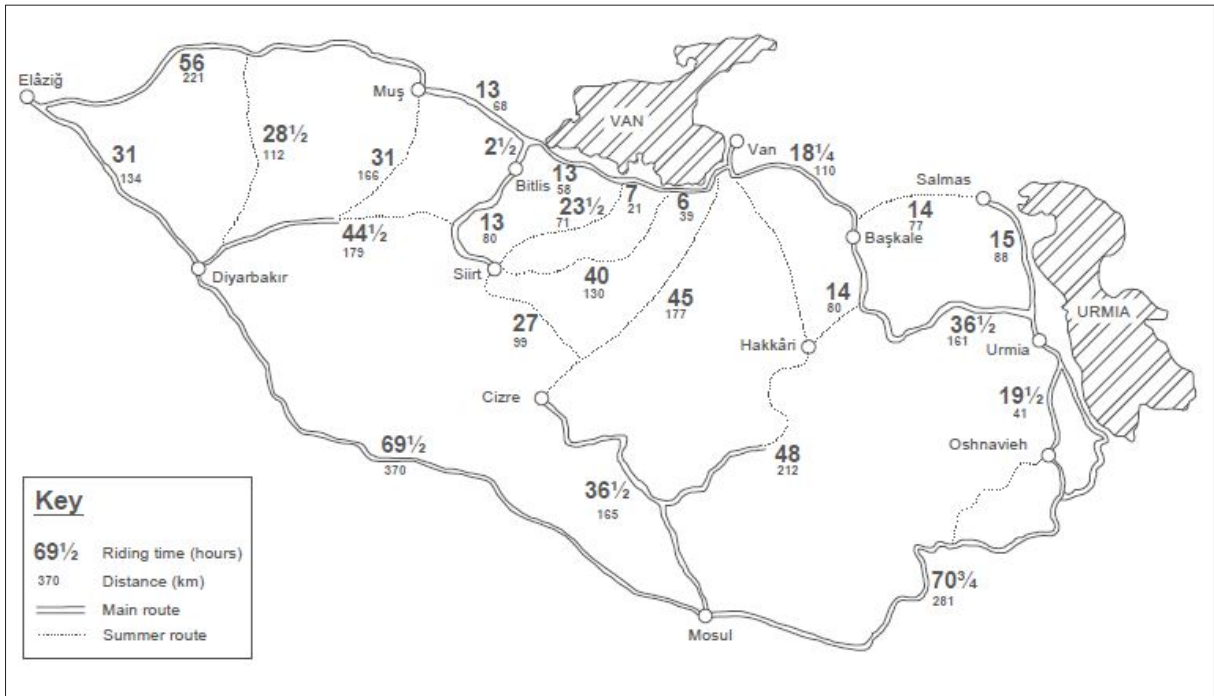 56
221
Elâziğ
Muş
13
68
VAN
28½
112
31
134
31
166
2½
Bitlis
13
58
7
21
6
39
Van
18¼
110
Salmas
14
77
Başkale
15
88
23½
71
13
80
44½
179
Diyarbakır
Siirt
40
130
45
177
14
80
36½
161
URMIA
Urmia
27
99
Hakkâri
Cizre
19½
41
Oshnavieh
69½
370
48
212
36½
165
70¾
281
Mosul
Key
69½ Riding time (hours)
370 Distance (km)
Main route
Summer route